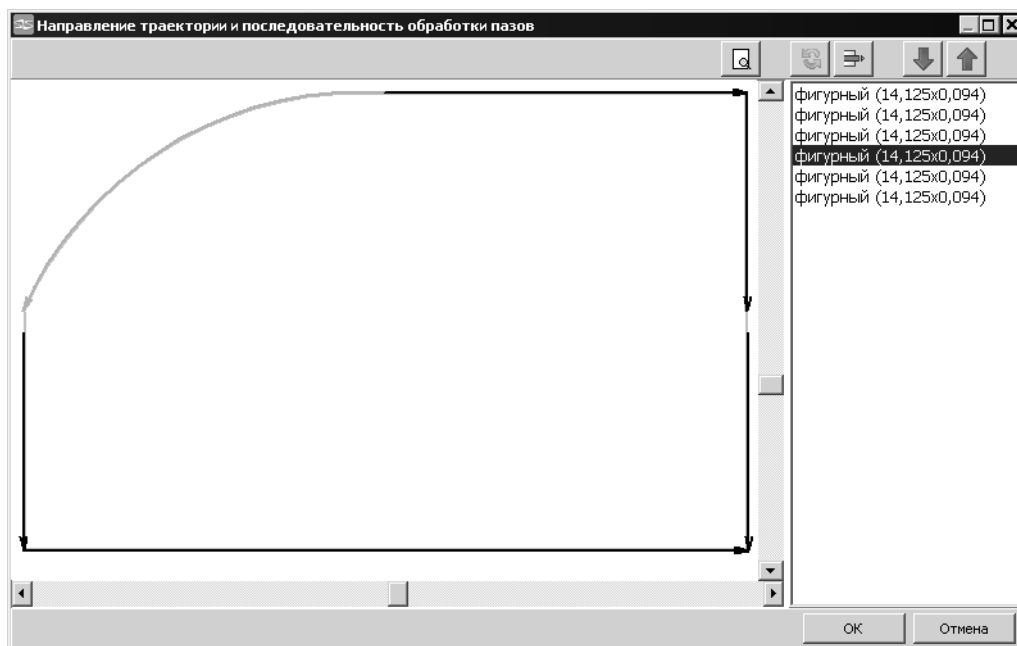 Направление траектории и последовательность обработки пазов
фигурный (14,125x0,094)
фигурный (14,125x0,094)
фигурный (14,125x0,094)
фигурный (14,125x0,094)
фигурный (14,125x0,094)
фигурный (14,125x0,094)
ОК
Отмена